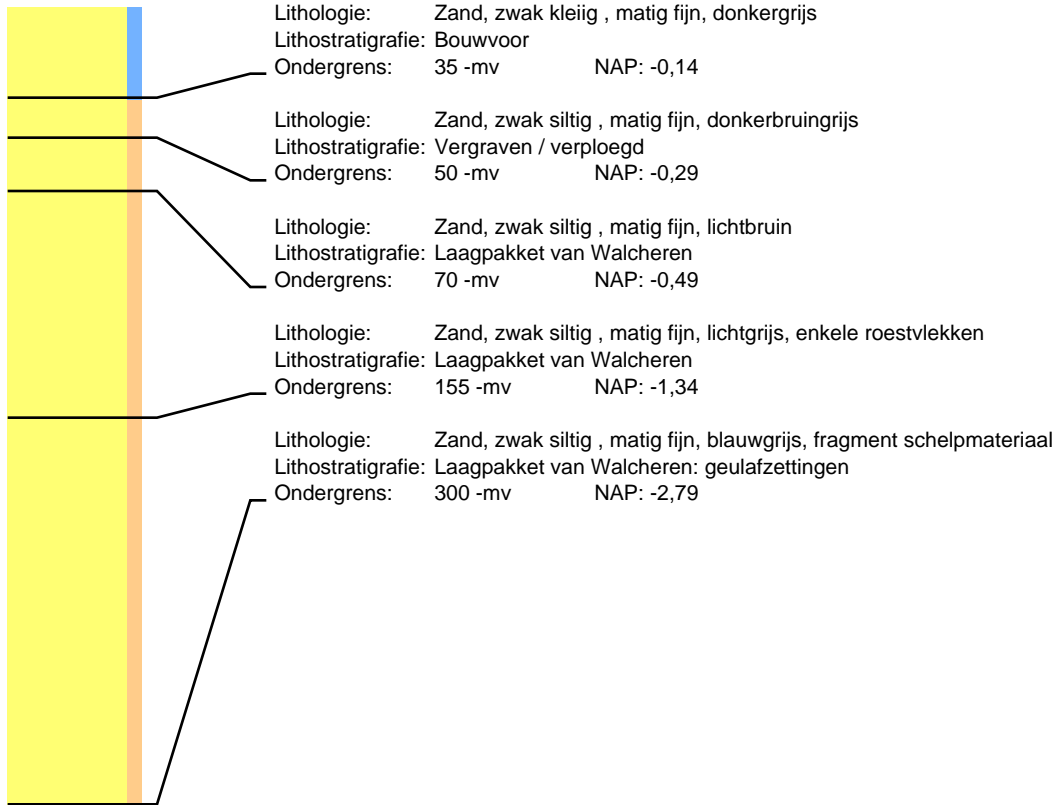 Lithologie: Zand, zwak kleiig , matig fijn, donkergrijs
Lithostratigrafie: Bouwvoor
Ondergrens: 35 -mv NAP: -0,14
Lithologie: Zand, zwak siltig , matig fijn, donkerbruingrijs
Lithostratigrafie: Vergraven / verploegd
Ondergrens: 50 -mv NAP: -0,29
Lithologie: Zand, zwak siltig , matig fijn, lichtbruin
Lithostratigrafie: Laagpakket van Walcheren
Ondergrens: 70 -mv NAP: -0,49
Lithologie: Zand, zwak siltig , matig fijn, lichtgrijs, enkele roestvlekken
Lithostratigrafie: Laagpakket van Walcheren
Ondergrens: 155 -mv NAP: -1,34
Lithologie: Zand, zwak siltig , matig fijn, blauwgrijs, fragment schelpmateriaal
Lithostratigrafie: Laagpakket van Walcheren: geulafzettingen
Ondergrens: 300 -mv NAP: -2,79